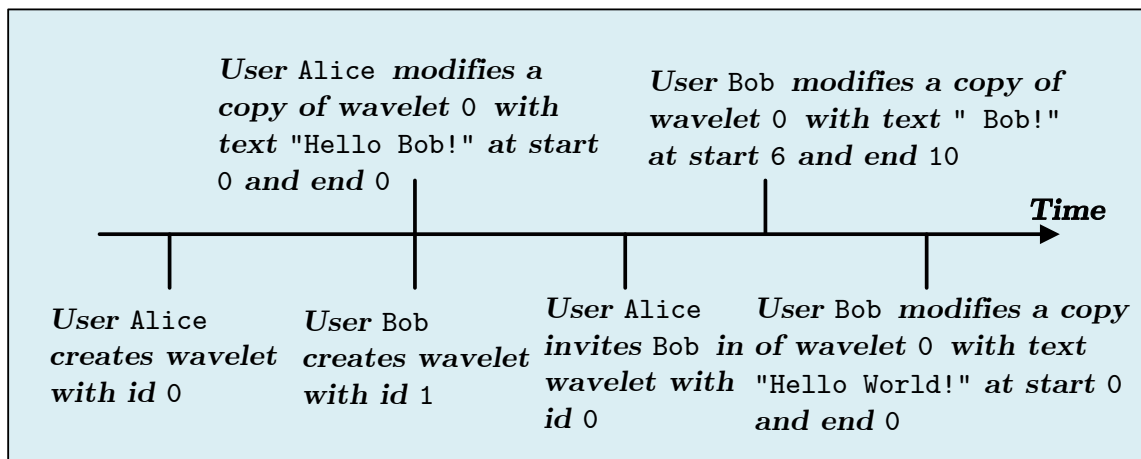 User Alice modifies a
copy of wavelet 0 with
text "Hello Bob!" at start
0 and end 0
User Bob modifies a copy of
wavelet 0 with text " Bob!"
at start 6 and end 10
Time
User Alice
creates wavelet
with id 0
User Bob
creates wavelet
with id 1
User Alice
invites Bob in
wavelet with
id 0
User Bob modifies a copy
of wavelet 0 with text
"Hello World!" at start 0
and end 0